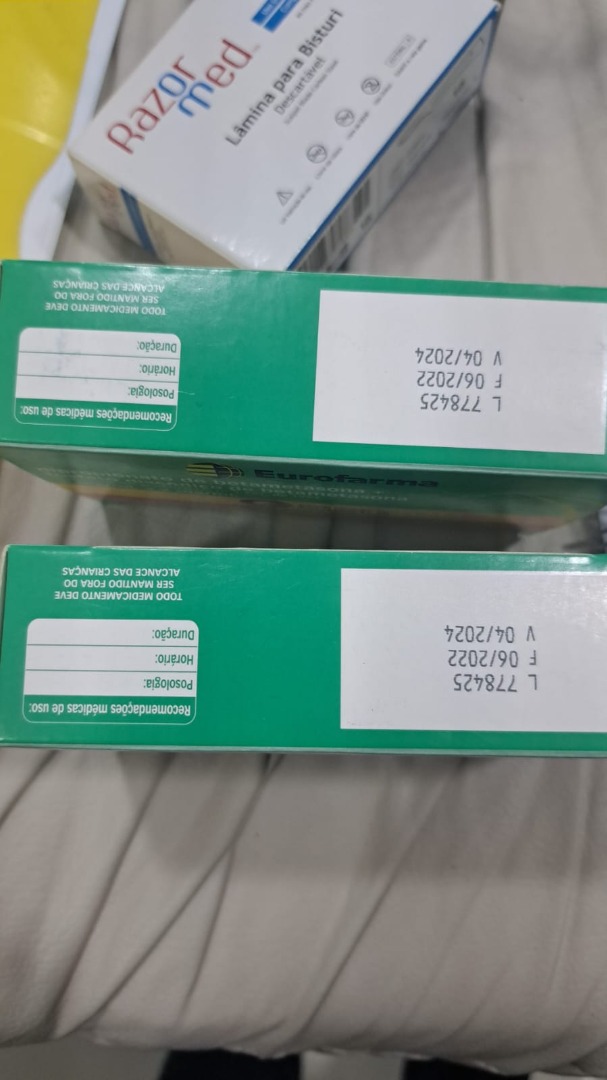 Razor
med
Lâmina para Bisturi
Descartável
TODO MEDICAMENTO DEVE
SER MANTIDO FORA DO
ALCANCE DAS CRIANÇAS
Recomendações médicas de uso:
Posologia:
Horário:
Duração:
L 778425
F 06/2022
V 04/2024
Eurofarma
TODO MEDICAMENTO DEVE
SER MANTIDO FORA DO
ALCANCE DAS CRIANÇAS
Recomendações médicas de uso:
Posologia:
Horário:
Duração:
L 778425
F 06/2022
V 04/2024